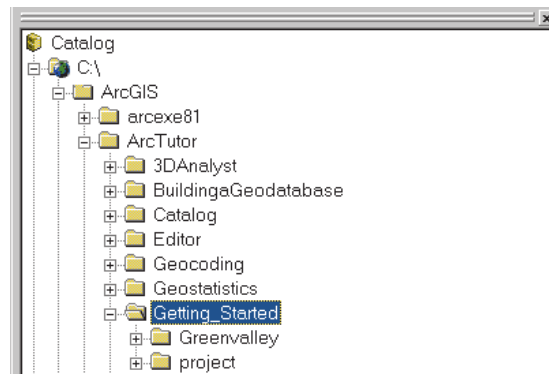 Catalog
C:\
ArcGIS
arcexe81
ArcTutor
3DAnalyst
BuildingaGeodatabase
Catalog
Editor
Geocoding
Geostatistics
Getting_Started
Greenvalley
project